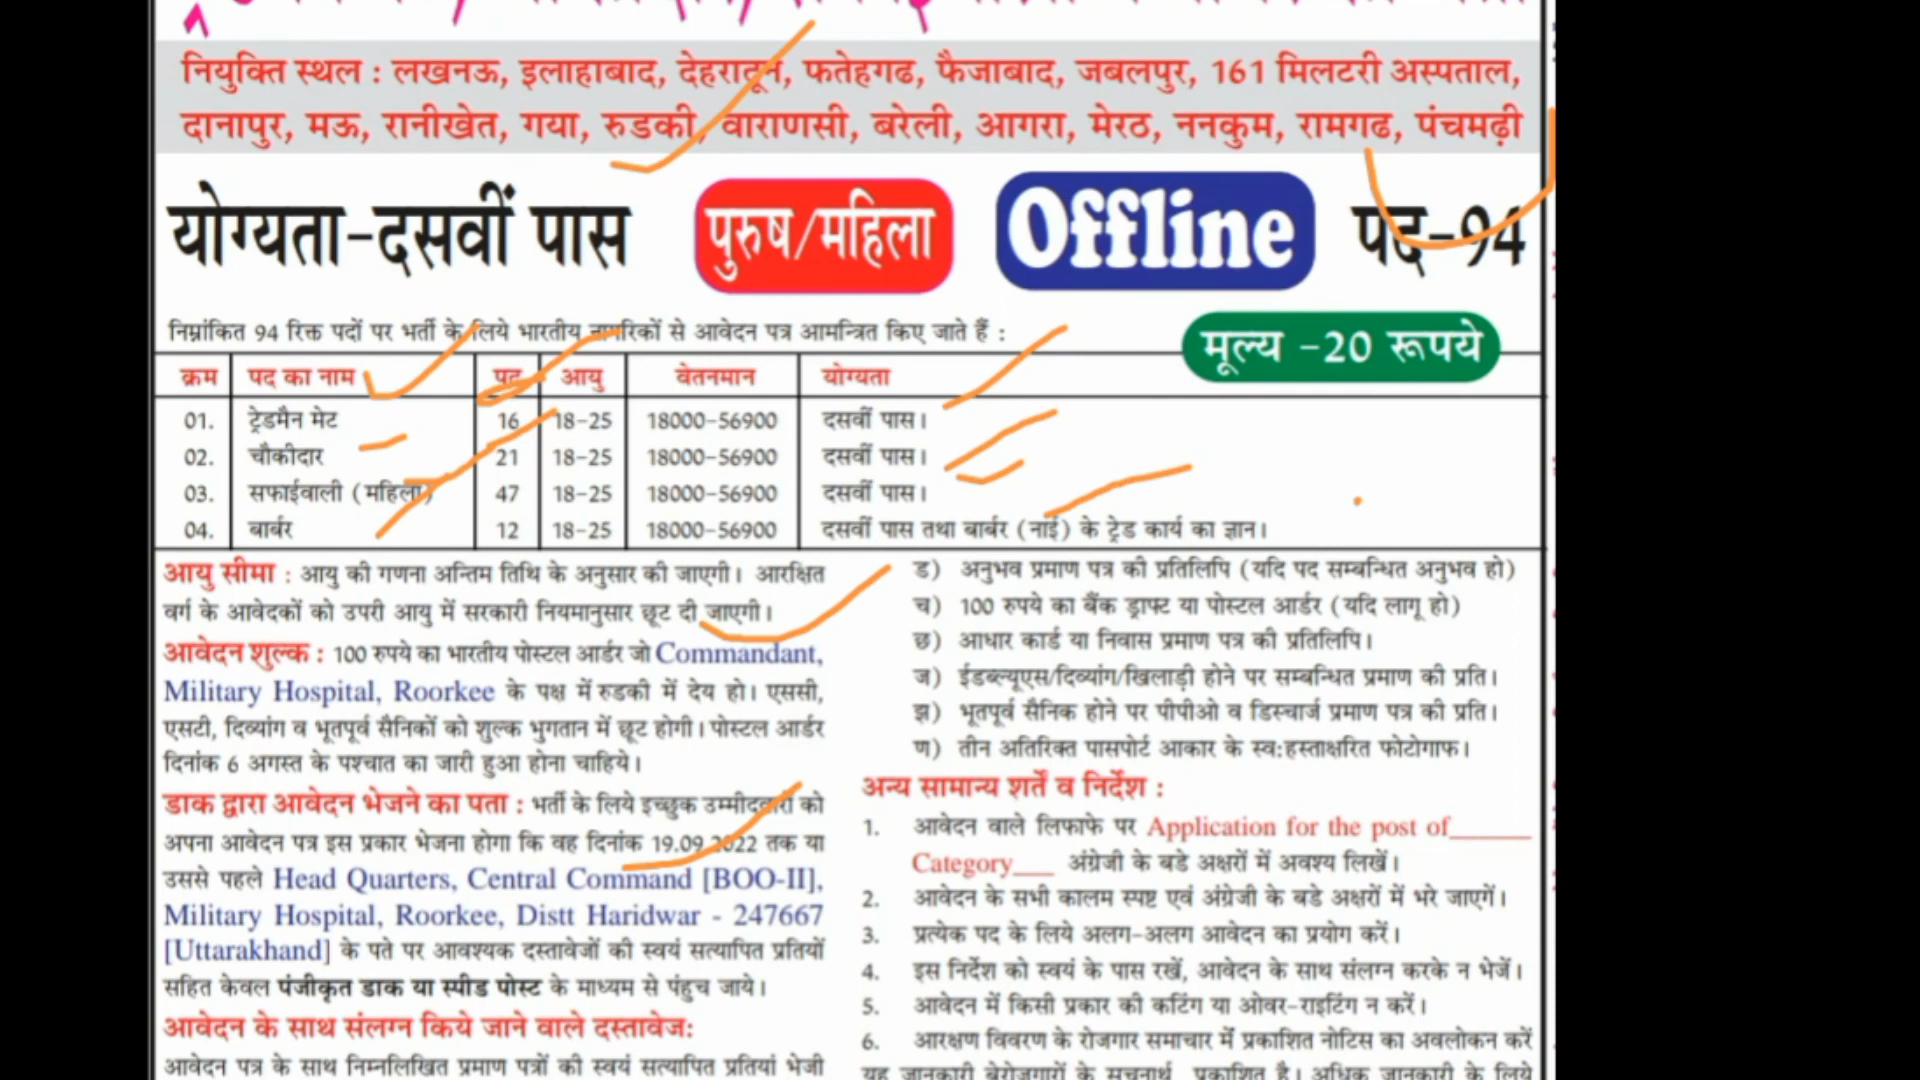 नियुक्ति स्थल : लखनऊ, इलाहाबाद, देहरादून, फतेहगढ, फैजाबाद, जबलपुर, 161 मिलटरी अस्पताल,
दानापुर, मऊ, रानीखेत, गया, रुडकी, वाराणसी, बरेली, आगरा, मेरठ, ननकुम, रामगढ, पंचमढ़ी
योग्यता-दसवीं पास पुरुष/महिला Offline पद-94
निम्नांकित 94 रिक्त पदों पर भर्ती के लिये भारतीय नागरिकों से आवेदन पत्र आमन्त्रित किए जाते हैं :
मूल्य -20 रूपये
क्रम पद का नाम पद आयु वेतनमान योग्यता
01. ट्रेडमैन मेट 16 18-25 18000-56900 दसवीं पास।
02. चौकीदार 21 18-25 18000-56900 दसवीं पास।
03. सफाईवाली (महिला) 47 18-25 18000-56900 दसवीं पास।
04. बार्बर 12 18-25 18000-56900 दसवीं पास तथा बार्बर (नाई) के ट्रेड कार्य का ज्ञान।
आयु सीमा : आयु की गणना अन्तिम तिथि के अनुसार की जाएगी। आरक्षित
वर्ग के आवेदकों को उपरी आयु में सरकारी नियमानुसार छूट दी जाएगी।
आवेदन शुल्क : 100 रुपये का भारतीय पोस्टल आर्डर जो Commandant,
Military Hospital, Roorkee के पक्ष में रुडकी में देय हो। एससी,
एसटी, दिव्यांग व भूतपूर्व सैनिकों को शुल्क भुगतान में छूट होगी। पोस्टल आर्डर
दिनांक 6 अगस्त के पश्चात का जारी हुआ होना चाहिये।
डाक द्वारा आवेदन भेजने का पता : भर्ती के लिये इच्छुक उम्मीदवारों को
अपना आवेदन पत्र इस प्रकार भेजना होगा कि वह दिनांक 19.09.2022 तक या
उससे पहले Head Quarters, Central Command [BOO-II],
Military Hospital, Roorkee, Distt Haridwar - 247667
[Uttarakhand] के पते पर आवश्यक दस्तावेजों की स्वयं सत्यापित प्रतियों
सहित केवल पंजीकृत डाक या स्पीड पोस्ट के माध्यम से पंहुच जाये।
आवेदन के साथ संलग्न किये जाने वाले दस्तावेज:
आवेदन पत्र के साथ निम्नलिखित प्रमाण पत्रों की स्वयं सत्यापित प्रतियां भेजी
ड) अनुभव प्रमाण पत्र की प्रतिलिपि (यदि पद सम्बन्धित अनुभव हो)
च) 100 रुपये का बैंक ड्राफ्ट या पोस्टल आर्डर (यदि लागू हो)
छ) आधार कार्ड या निवास प्रमाण पत्र की प्रतिलिपि।
ज) ईडब्ल्यूएस/दिव्यांग/खिलाड़ी होने पर सम्बन्धित प्रमाण की प्रति।
झ) भूतपूर्व सैनिक होने पर पीपीओ व डिस्चार्ज प्रमाण पत्र की प्रति।
ण) तीन अतिरिक्त पासपोर्ट आकार के स्व:हस्ताक्षरित फोटोगाफ।
अन्य सामान्य शर्ते व निर्देश :
1. आवेदन वाले लिफाफे पर Application for the post of______
Category___ अंग्रेजी के बडे अक्षरों में अवश्य लिखें।
2. आवेदन के सभी कालम स्पष्ट एवं अंग्रेजी के बडे अक्षरों में भरे जाएगें।
3. प्रत्येक पद के लिये अलग-अलग आवेदन का प्रयोग करें।
4. इस निर्देश को स्वयं के पास रखें, आवेदन के साथ संलग्न करके न भेजें।
5. आवेदन में किसी प्रकार की कटिंग या ओवर-राइटिंग न करें।
6. आरक्षण विवरण के रोजगार समाचार में प्रकाशित नोटिस का अवलोकन करें
यह जानकारी बेरोजगारों के सूचनार्थ प्रकाशित है। अधिक जानकारी के लिये